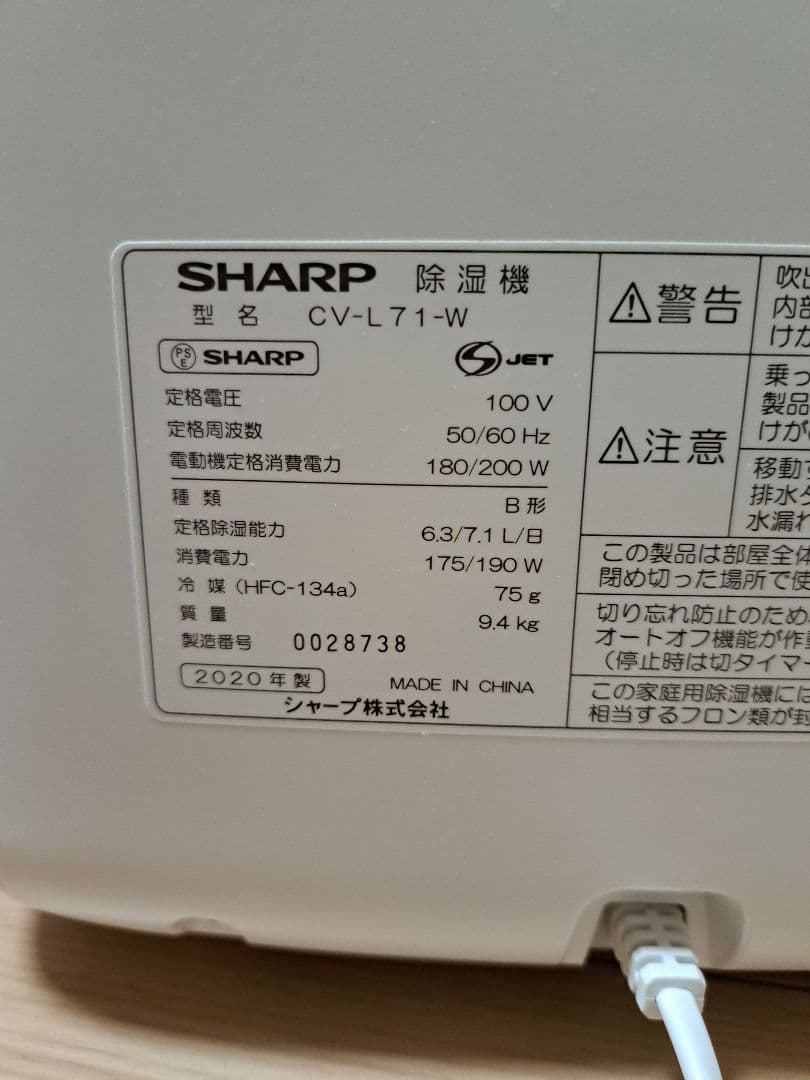 SHARP 除湿機
型名 CV-L71-W
PSE SHARP
S JET
定格電圧 100 V
定格周波数 50/60 Hz
電動機定格消費電力 180/200 W
種類 B形
定格除湿能力 6.3/7.1 L/日
消費電力 175/190 W
冷媒(HFC-134a) 75 g
質量 9.4 kg
製造番号 0028738
2020年製 MADE IN CHINA
シャープ株式会社
⚠警告
吹出
内部
けが
⚠注意
乗っ
製品
けが
移動す
排水タ
水漏れ
この製品は部屋全体
閉め切った場所で使
切り忘れ防止のため
オートオフ機能が作動
(停止時は切タイマー
この家庭用除湿機には
相当するフロン類が封